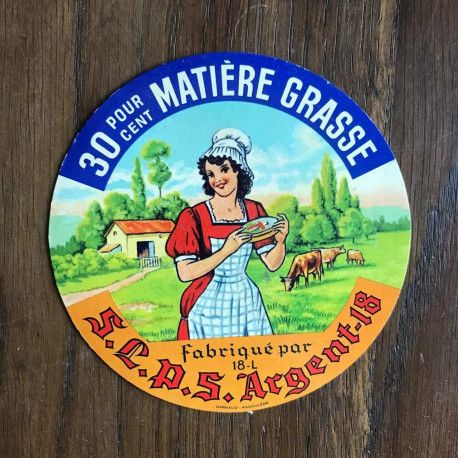 30 POUR CENT MATIÈRE GRASSE
Fabriqué par
18-L
S.L.P.S. Argent-18